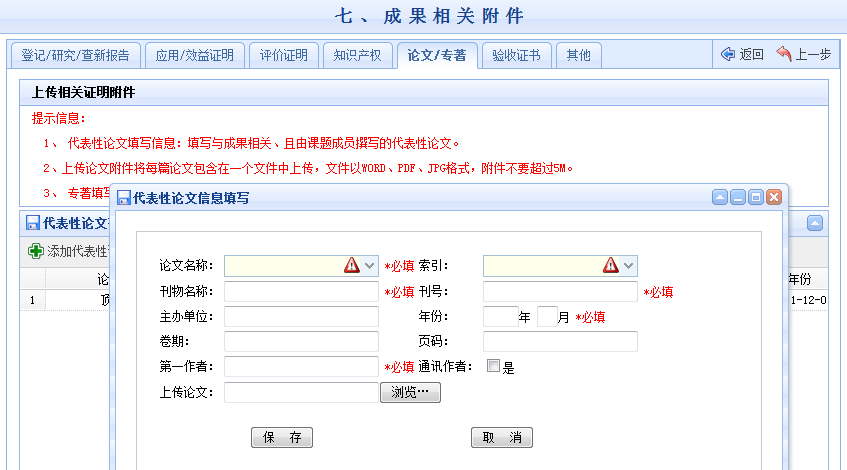 七、成果相关附件
登记/研究/查新报告 应用/效益证明 评价证明 知识产权 论文/专著 验收证书 其他 返回 上一步
上传相关证明附件
提示信息：
1、 代表性论文填写信息：填写与成果相关、且由课题成员撰写的代表性论文。
2、上传论文附件将每篇论文包含在一个文件中上传，文件以WORD、PDF、JPG格式，附件不要超过5M。
3、 专著填写
代表性论文信息填写
代表性论文
添加代表性
论 年份
1 顶 1-12-0
论文名称： *必填 索引：
刊物名称： *必填 刊号： *必填
主办单位： 年份： 年 月 *必填
卷期： 页码：
第一作者： *必填 通讯作者： 是
上传论文： 浏览…
保 存 取 消